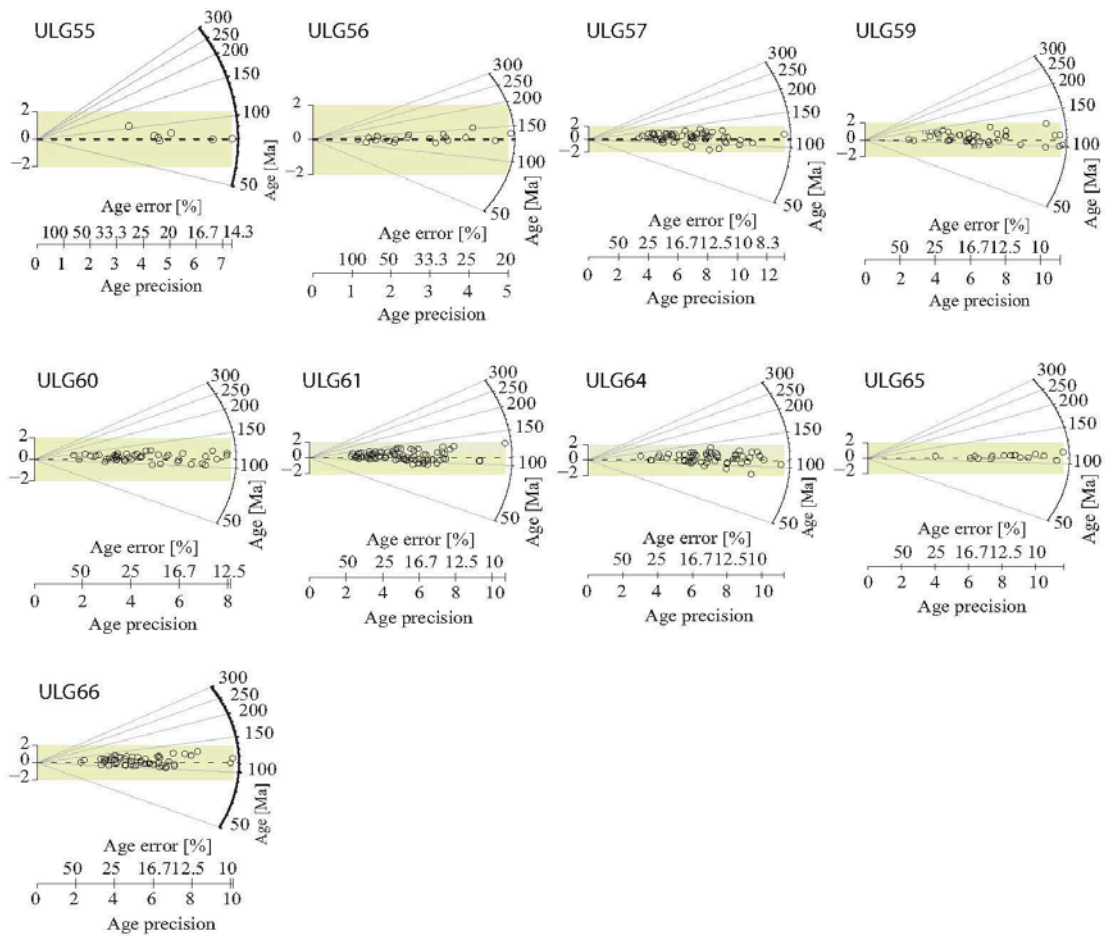 ULG55
300
250
200
150
100
50
2
0
−2
Age [Ma]
Age error [%]
100 50 33.3 25 20 16.7 14.3
0 1 2 3 4 5 6 7
Age precision
ULG56
300
250
200
150
100
50
2
0
−2
Age [Ma]
Age error [%]
100 50 33.3 25 20
0 1 2 3 4 5
Age precision
ULG57
300
250
200
150
100
50
2
0
−2
Age [Ma]
Age error [%]
50 25 16.7 12.5 10 8.3
0 2 4 6 8 10 12
Age precision
ULG59
300
250
200
150
100
50
2
0
−2
Age [Ma]
Age error [%]
50 25 16.7 12.5 10
0 2 4 6 8 10
Age precision
ULG60
300
250
200
150
100
50
2
0
−2
Age [Ma]
Age error [%]
50 25 16.7 12.5
0 2 4 6 8
Age precision
ULG61
300
250
200
150
100
50
2
0
−2
Age [Ma]
Age error [%]
50 25 16.7 12.5 10
0 2 4 6 8 10
Age precision
ULG64
300
250
200
150
100
50
2
0
−2
Age [Ma]
Age error [%]
50 25 16.7 12.5 10
0 2 4 6 8 10
Age precision
ULG65
300
250
200
150
100
50
2
0
−2
Age [Ma]
Age error [%]
50 25 16.7 12.5 10
0 2 4 6 8 10
Age precision
ULG66
300
250
200
150
100
50
2
0
−2
Age [Ma]
Age error [%]
50 25 16.7 12.5 10
0 2 4 6 8 10
Age precision